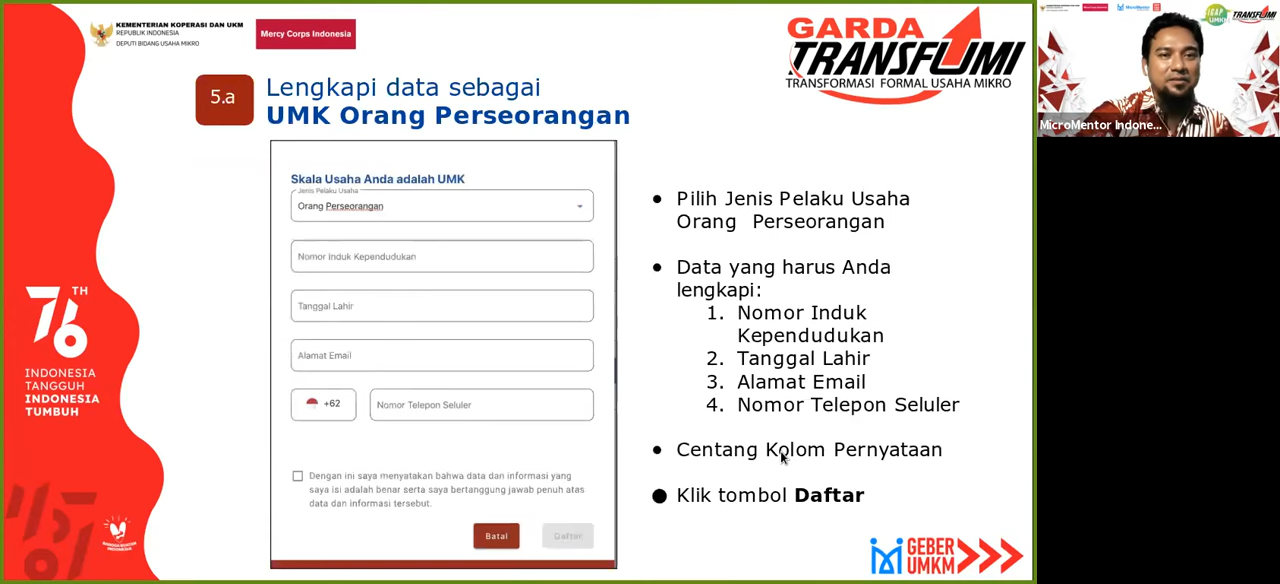 KEMENTERIAN KOPERASI DAN UKM
REPUBLIK INDONESIA
DEPUTI BIDANG USAHA MIKRO
Mercy Corps Indonesia
GARDA
TRANSFUMI
TRANSFORMASI FORMAL USAHA MIKRO
5.a
Lengkapi data sebagai
UMK Orang Perseorangan
Skala Usaha Anda adalah UMK
Jenis Pelaku Usaha
Orang Perseorangan
Nomor Induk Kependudukan
Tanggal Lahir
Alamat Email
+62
Nomor Telepon Seluler
Dengan ini saya menyatakan bahwa data dan informasi yang
saya isi adalah benar serta saya bertanggung jawab penuh atas
data dan informasi tersebut.
Batal
Daftar
• Pilih Jenis Pelaku Usaha
Orang Perseorangan
• Data yang harus Anda
lengkapi:
1. Nomor Induk
Kependudukan
2. Tanggal Lahir
3. Alamat Email
4. Nomor Telepon Seluler
• Centang Kolom Pernyataan
• Klik tombol Daftar
76 TH
INDONESIA
TANGGUH
INDONESIA
TUMBUH
GEBER
UMKM
TRANSFUMI
MicroMentor Indone...